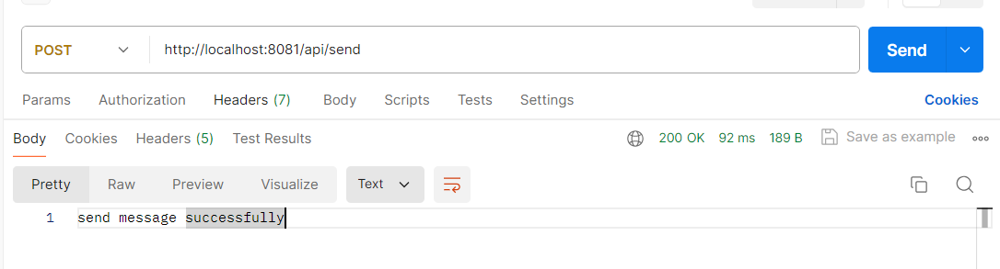 POST http://localhost:8081/api/send Send
Params Authorization Headers (7) Body Scripts Tests Settings Cookies
Body Cookies Headers (5) Test Results 200 OK 92 ms 189 B Save as example
Pretty Raw Preview Visualize Text
1 send message successfully